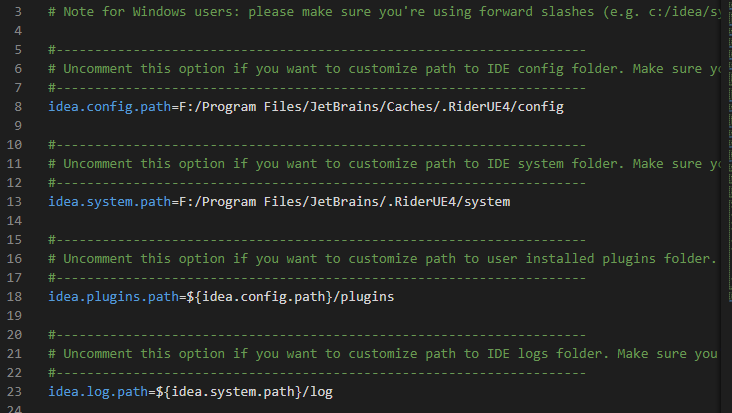 3 # Note for Windows users: please make sure you're using forward slashes (e.g. c:/idea/sy
4
5 #---------------------------------------------------------------------
6 # Uncomment this option if you want to customize path to IDE config folder. Make sure yo
7 #---------------------------------------------------------------------
8 idea.config.path=F:/Program Files/JetBrains/Caches/.RiderUE4/config
9
10 #---------------------------------------------------------------------
11 # Uncomment this option if you want to customize path to IDE system folder. Make sure yo
12 #---------------------------------------------------------------------
13 idea.system.path=F:/Program Files/JetBrains/.RiderUE4/system
14
15 #---------------------------------------------------------------------
16 # Uncomment this option if you want to customize path to user installed plugins folder.
17 #---------------------------------------------------------------------
18 idea.plugins.path=${idea.config.path}/plugins
19
20 #---------------------------------------------------------------------
21 # Uncomment this option if you want to customize path to IDE logs folder. Make sure you
22 #---------------------------------------------------------------------
23 idea.log.path=${idea.system.path}/log
24